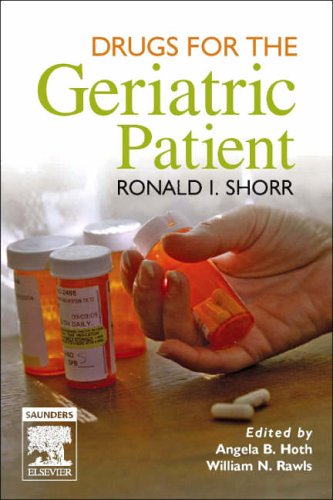 DRUGS FOR THE
Geriatric
Patient
RONALD I. SHORR
SAUNDERS
ELSEVIER
Edited by
Angela B. Hoth
William N. Rawls